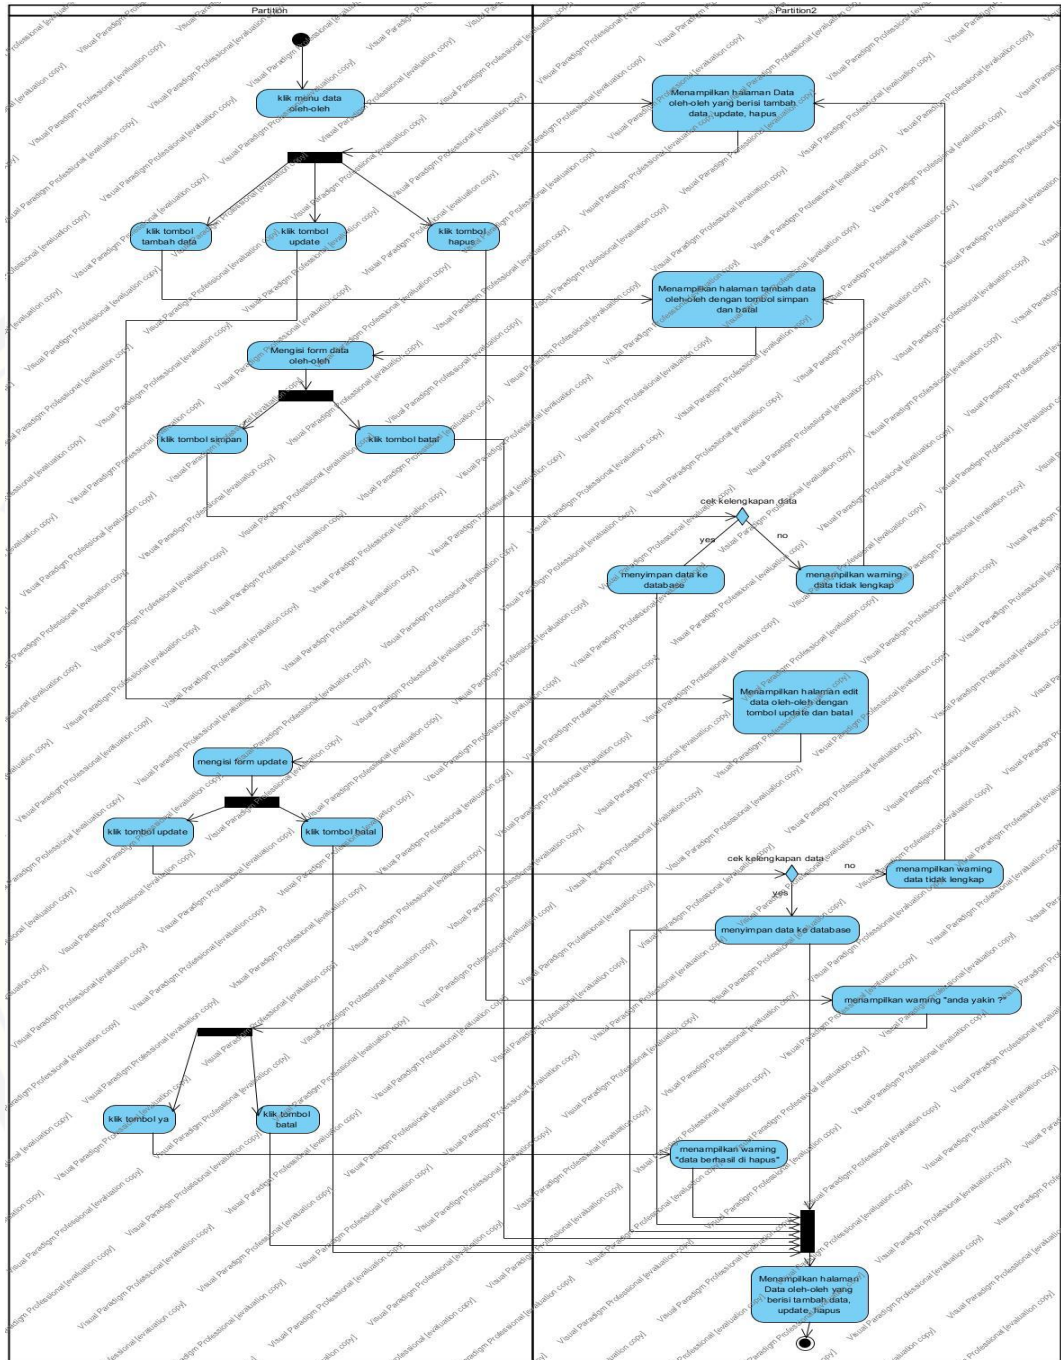 Partition
Partition2
klik menu data
oleh-oleh
Menampilkan halaman Data
oleh-oleh yang berisi tambah
data, update, hapus
klik tombol
tambah data
klik tombol
update
klik tombol
hapus
Menampilkan halaman tambah data
oleh-oleh dengan tombol simpan
dan batal
Mengisi form data
oleh-oleh
klik tombol simpan
klik tombol batal
cek kelengkapan data
yes
no
menyimpan data ke
database
menampilkan warning
data tidak lengkap
Menampilkan halaman edit
data oleh-oleh dengan
tombol update dan batal
mengisi form update
klik tombol update
klik tombol batal
cek kelengkapan data
no
yes
menampilkan warning
data tidak lengkap
menyimpan data ke database
menampilkan warning "anda yakin ?"
klik tombol ya
klik tombol
batal
menampilkan warning
"data berhasil di hapus"
Menampilkan halaman
Data oleh-oleh yang
berisi tambah data,
update, hapus
Visual Paradigm Professional [evaluation copy]